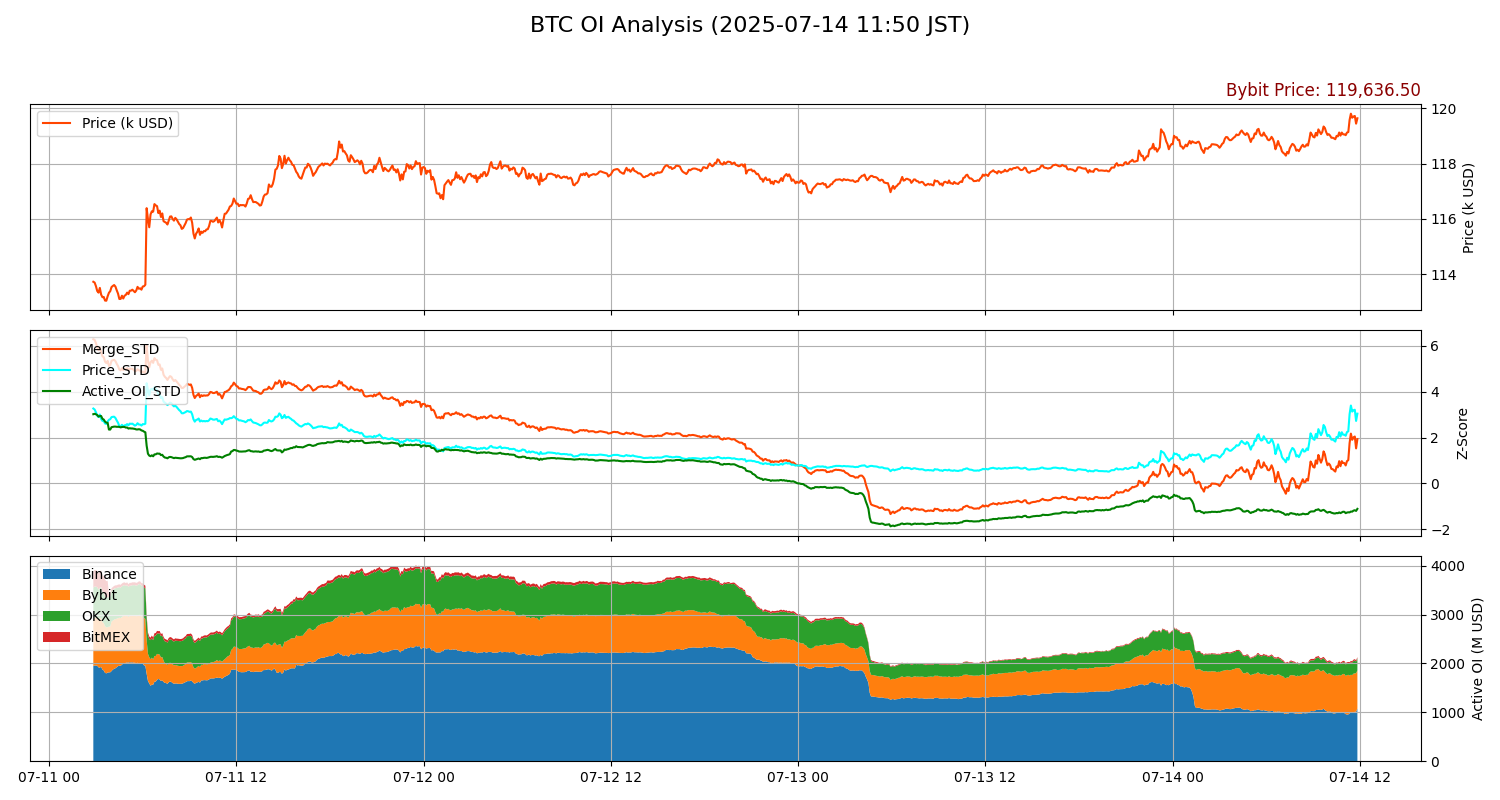 BTC OI Analysis (2025-07-14 11:50 JST)
Bybit Price: 119,636.50
Price (k USD)
120
118
116
114
Price (k USD)
Merge_STD
Price_STD
Active_OI_STD
6
4
2
0
−2
Z-Score
Binance
Bybit
OKX
BitMEX
4000
3000
2000
1000
0
Active OI (M USD)
07-11 00 07-11 12 07-12 00 07-12 12 07-13 00 07-13 12 07-14 00 07-14 12